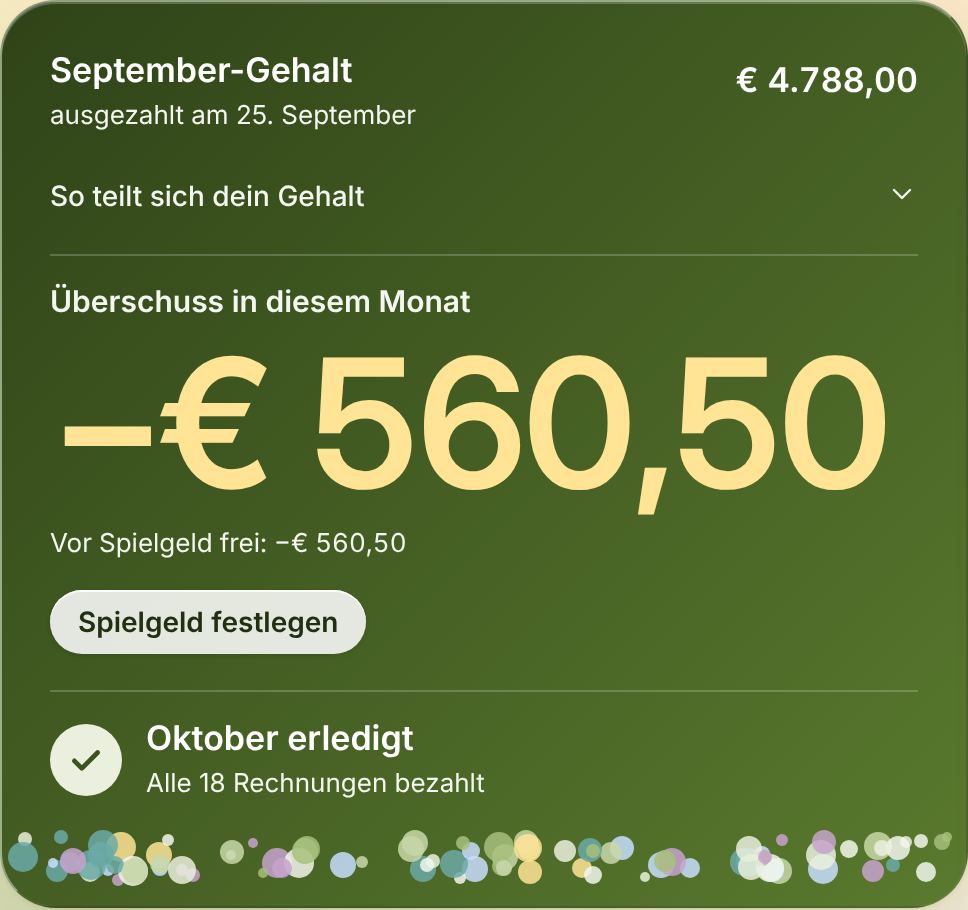 September-Gehalt
€ 4.788,00
ausgezahlt am 25. September
So teilt sich dein Gehalt
Überschuss in diesem Monat
−€ 560,50
Vor Spielgeld frei: −€ 560,50
Spielgeld festlegen
Oktober erledigt
Alle 18 Rechnungen bezahlt